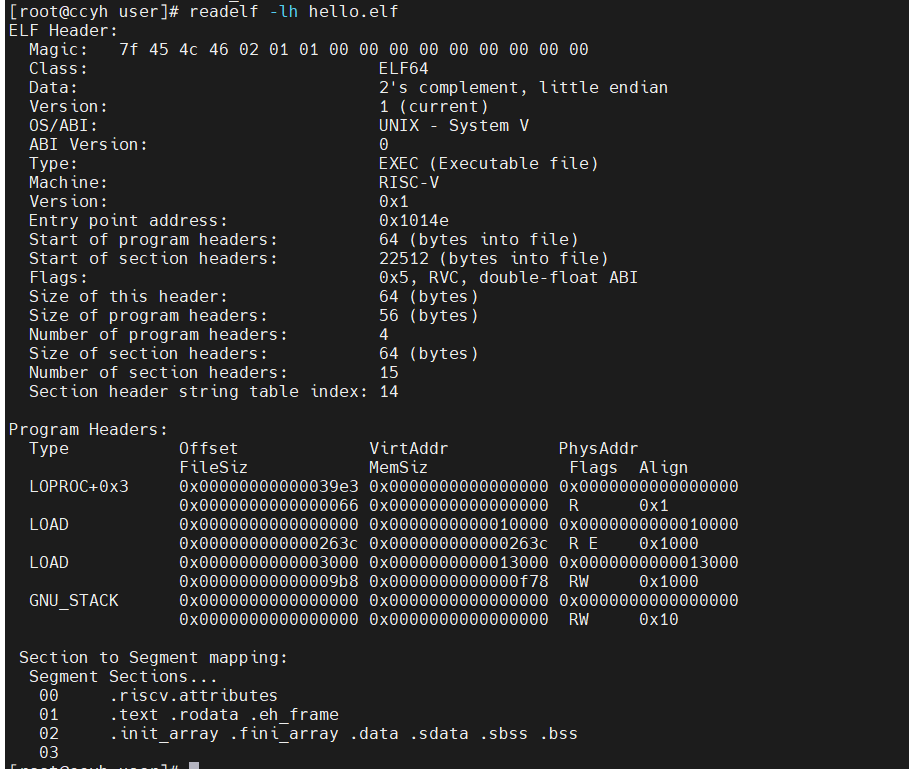 [root@ccyh user]# readelf -lh hello.elf
ELF Header:
  Magic:   7f 45 4c 46 02 01 01 00 00 00 00 00 00 00 00 00
  Class:                             ELF64
  Data:                              2's complement, little endian
  Version:                           1 (current)
  OS/ABI:                            UNIX - System V
  ABI Version:                       0
  Type:                              EXEC (Executable file)
  Machine:                           RISC-V
  Version:                           0x1
  Entry point address:               0x1014e
  Start of program headers:          64 (bytes into file)
  Start of section headers:          22512 (bytes into file)
  Flags:                             0x5, RVC, double-float ABI
  Size of this header:               64 (bytes)
  Size of program headers:           56 (bytes)
  Number of program headers:         4
  Size of section headers:           64 (bytes)
  Number of section headers:         15
  Section header string table index: 14

Program Headers:
  Type           Offset             VirtAddr           PhysAddr
                 FileSiz            MemSiz              Flags  Align
  LOPROC+0x3     0x00000000000039e3 0x0000000000000000 0x0000000000000000
                 0x0000000000000066 0x0000000000000000  R      0x1
  LOAD           0x0000000000000000 0x0000000000010000 0x0000000000010000
                 0x000000000000263c 0x000000000000263c  R E    0x1000
  LOAD           0x0000000000003000 0x0000000000013000 0x0000000000013000
                 0x00000000000009b8 0x0000000000000f78  RW     0x1000
  GNU_STACK      0x0000000000000000 0x0000000000000000 0x0000000000000000
                 0x0000000000000000 0x0000000000000000  RW     0x10

 Section to Segment mapping:
  Segment Sections...
   00     .riscv.attributes
   01     .text .rodata .eh_frame
   02     .init_array .fini_array .data .sdata .sbss .bss
   03
[root@ccyh user]#